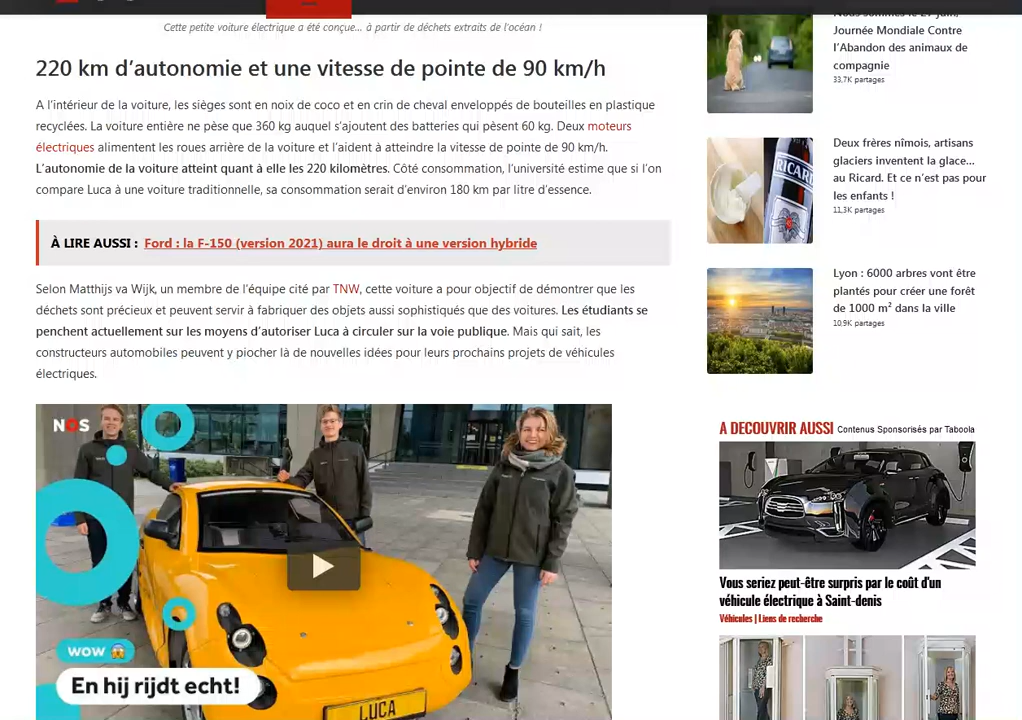 Cette petite voiture électrique a été conçue... à partir de déchets extraits de l'océan !
220 km d'autonomie et une vitesse de pointe de 90 km/h
A l'intérieur de la voiture, les sièges sont en noix de coco et en crin de cheval enveloppés de bouteilles en plastique
recyclées. La voiture entière ne pèse que 360 kg auquel s'ajoutent des batteries qui pèsent 60 kg. Deux moteurs
électriques alimentent les roues arrière de la voiture et l'aident à atteindre la vitesse de pointe de 90 km/h.
L'autonomie de la voiture atteint quant à elle les 220 kilomètres. Côté consommation, l'université estime que si l'on
compare Luca à une voiture traditionnelle, sa consommation serait d'environ 180 km par litre d'essence.
À LIRE AUSSI : Ford : la F-150 (version 2021) aura le droit à une version hybride
Selon Matthijs va Wijk, un membre de l'équipe cité par TNW, cette voiture a pour objectif de démontrer que les
déchets sont précieux et peuvent servir à fabriquer des objets aussi sophistiqués que des voitures. Les étudiants se
penchent actuellement sur les moyens d'autoriser Luca à circuler sur la voie publique. Mais qui sait, les
constructeurs automobiles peuvent y piocher là de nouvelles idées pour leurs prochains projets de véhicules
électriques.
NOS
WOW
En hij rijdt echt!
LUCA
Nous sommes le 27 juin,
Journée Mondiale Contre
l'Abandon des animaux de
compagnie
33,7K partages
RICARD
Deux frères nîmois, artisans
glaciers inventent la glace...
au Ricard. Et ce n'est pas pour
les enfants !
11,3K partages
Lyon : 6000 arbres vont être
plantés pour créer une forêt
de 1000 m² dans la ville
10,9K partages
A DECOUVRIR AUSSI Contenus Sponsorisés par Taboola
Vous seriez peut-être surpris par le coût d'un
véhicule électrique à Saint-denis
Véhicules | Liens de recherche